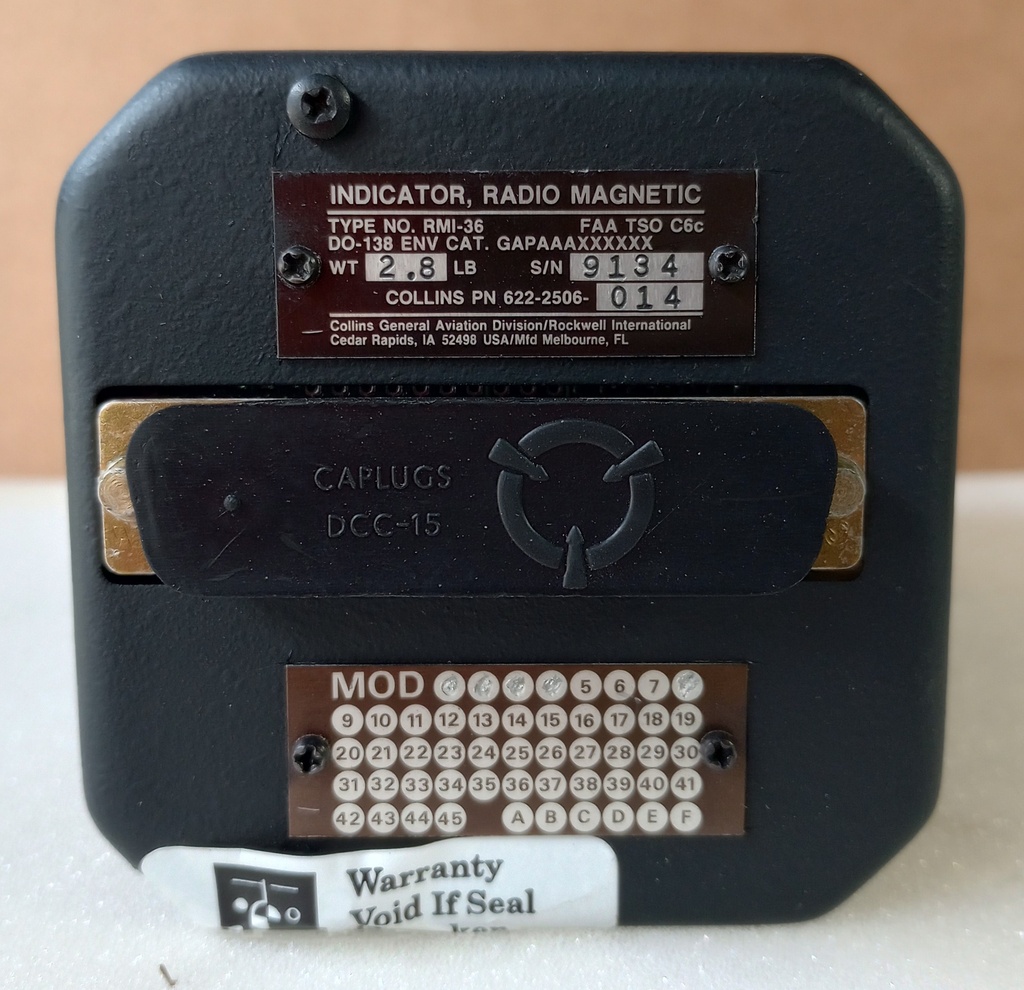 INDICATOR, RADIO MAGNETIC
TYPE NO. RMI-36 FAA TSO C6c
DO-138 ENV CAT. GAPAAAXXXXXX
WT 2.8 LB S/N 9134
COLLINS PN 622-2506- 014
Collins General Aviation Division/Rockwell International
Cedar Rapids, IA 52498 USA/Mfd Melbourne, FL
CAPLUGS
DCC-15
MOD 5 6 7
9 10 11 12 13 14 15 16 17 18 19
20 21 22 23 24 25 26 27 28 29 30
31 32 33 34 35 36 37 38 39 40 41
42 43 44 45 A B C D E F
Warranty
Void If Seal